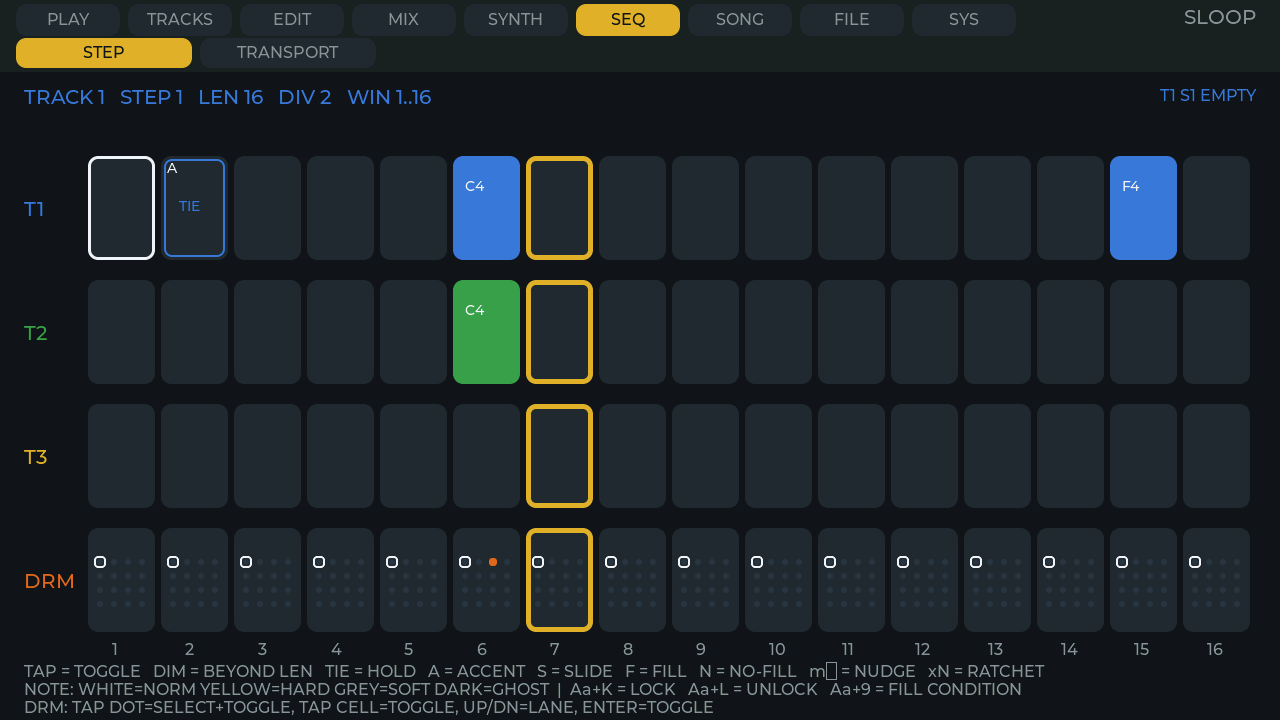 PLAY TRACKS EDIT MIX SYNTH SEQ SONG FILE SYS SLOOP
STEP TRANSPORT
TRACK 1 STEP 1 LEN 16 DIV 2 WIN 1..16 T1 S1 EMPTY
T1 A TIE C4 F4
T2 C4
T3
DRM
1 2 3 4 5 6 7 8 9 10 11 12 13 14 15 16
TAP = TOGGLE DIM = BEYOND LEN TIE = HOLD A = ACCENT S = SLIDE F = FILL N = NO-FILL m□ = NUDGE xN = RATCHET
NOTE: WHITE=NORM YELLOW=HARD GREY=SOFT DARK=GHOST | Aa+K = LOCK Aa+L = UNLOCK Aa+9 = FILL CONDITION
DRM: TAP DOT=SELECT+TOGGLE, TAP CELL=TOGGLE, UP/DN=LANE, ENTER=TOGGLE